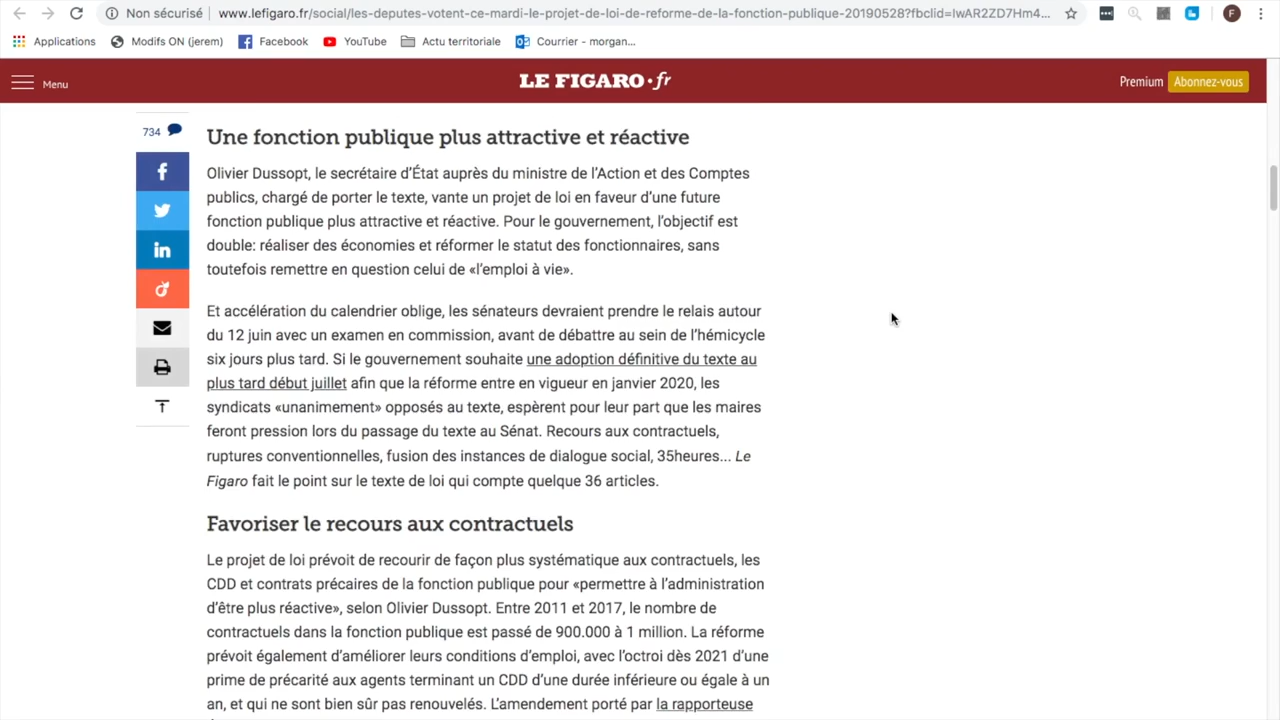 Non sécurisé
www.lefigaro.fr/social/les-deputes-votent-ce-mardi-le-projet-de-loi-de-reforme-de-la-fonction-publique-20190528?fbclid=IwAR2ZD7Hm4...
F
Applications
Modifs ON (jerem)
Facebook
YouTube
Actu territoriale
Courrier - morgan...
Menu
LE FIGARO·fr
Premium
Abonnez-vous
734
Une fonction publique plus attractive et réactive
Olivier Dussopt, le secrétaire d'État auprès du ministre de l'Action et des Comptes
publics, chargé de porter le texte, vante un projet de loi en faveur d'une future
fonction publique plus attractive et réactive. Pour le gouvernement, l'objectif est
double: réaliser des économies et réformer le statut des fonctionnaires, sans
toutefois remettre en question celui de «l'emploi à vie».
Et accélération du calendrier oblige, les sénateurs devraient prendre le relais autour
du 12 juin avec un examen en commission, avant de débattre au sein de l'hémicycle
six jours plus tard. Si le gouvernement souhaite une adoption définitive du texte au
plus tard début juillet afin que la réforme entre en vigueur en janvier 2020, les
syndicats «unanimement» opposés au texte, espèrent pour leur part que les maires
feront pression lors du passage du texte au Sénat. Recours aux contractuels,
ruptures conventionnelles, fusion des instances de dialogue social, 35heures... Le
Figaro fait le point sur le texte de loi qui compte quelque 36 articles.
Favoriser le recours aux contractuels
Le projet de loi prévoit de recourir de façon plus systématique aux contractuels, les
CDD et contrats précaires de la fonction publique pour «permettre à l'administration
d'être plus réactive», selon Olivier Dussopt. Entre 2011 et 2017, le nombre de
contractuels dans la fonction publique est passé de 900.000 à 1 million. La réforme
prévoit également d'améliorer leurs conditions d'emploi, avec l'octroi dès 2021 d'une
prime de précarité aux agents terminant un CDD d'une durée inférieure ou égale à un
an, et qui ne sont bien sûr pas renouvelés. L'amendement porté par la rapporteuse